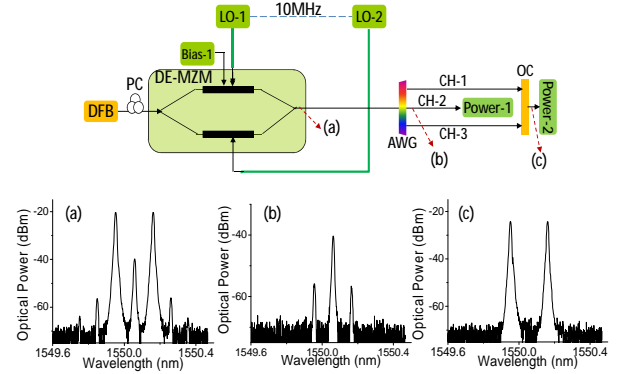 LO-1
10MHz
LO-2
Bias-1
DE-MZM
PC
DFB
(a)
AWG
CH-1
CH-2
CH-3
(b)
Power-1
OC
Power-2
(c)
(a)
Optical Power (dBm)
-20
-40
-60
1549.6
1550.0
1550.4
Wavelength (nm)
(b)
Optical Power (dBm)
-20
-40
-60
1549.6
1550.0
1550.4
Wavelength (nm)
(c)
Optical Power (dBm)
-20
-40
-60
1549.6
1550.0
1550.4
Wavelength (nm)